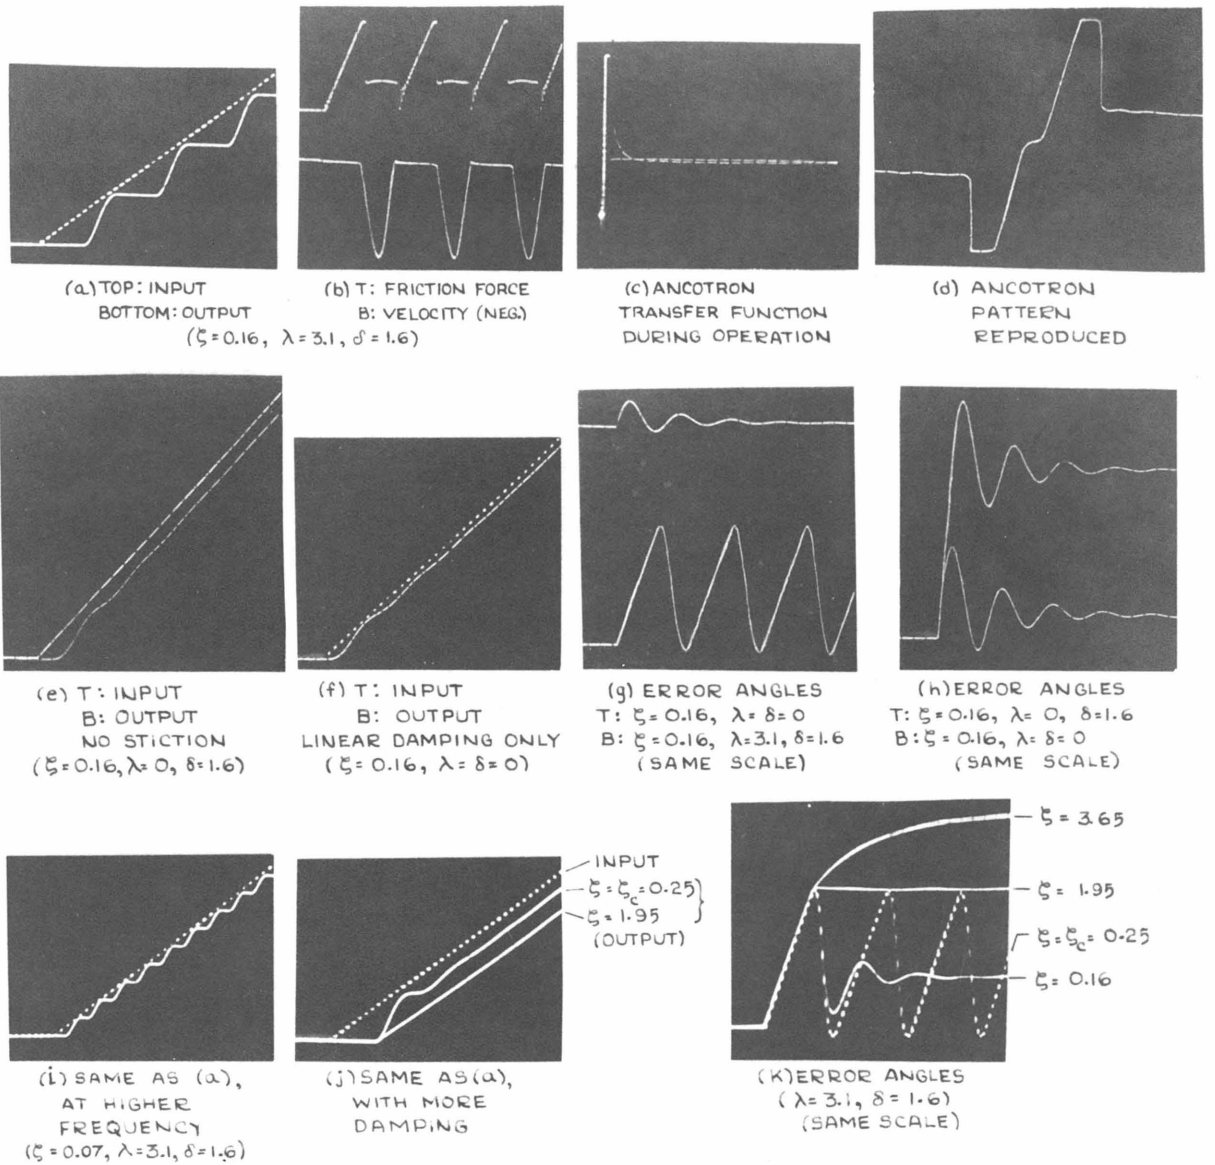 (a) TOP: INPUT
BOTTOM: OUTPUT
(ζ=0.16, λ=3.1, δ=1.6)
(b) T: FRICTION FORCE
B: VELOCITY (NEG.)
(c) ANCOTRON
TRANSFER FUNCTION
DURING OPERATION
(d) ANCOTRON
PATTERN
REPRODUCED
(e) T: INPUT
B: OUTPUT
NO STICTION
(ζ=0.16, λ=0, δ=1.6)
(f) T: INPUT
B: OUTPUT
LINEAR DAMPING ONLY
(ζ=0.16, λ=δ=0)
(g) ERROR ANGLES
T: ζ=0.16, λ=δ=0
B: ζ=0.16, λ=3.1, δ=1.6
(SAME SCALE)
(h) ERROR ANGLES
T: ζ=0.16, λ=0, δ=1.6
B: ζ=0.16, λ=δ=0
(SAME SCALE)
(i) SAME AS (a),
AT HIGHER
FREQUENCY
(ζ=0.07, λ=3.1, δ=1.6)
INPUT
ζ=ζc=0.25
ζ=1.95
(OUTPUT)
(j) SAME AS (a),
WITH MORE
DAMPING
ζ=3.65
ζ=1.95
ζ=ζc=0.25
ζ=0.16
(K) ERROR ANGLES
(λ=3.1, δ=1.6)
(SAME SCALE)